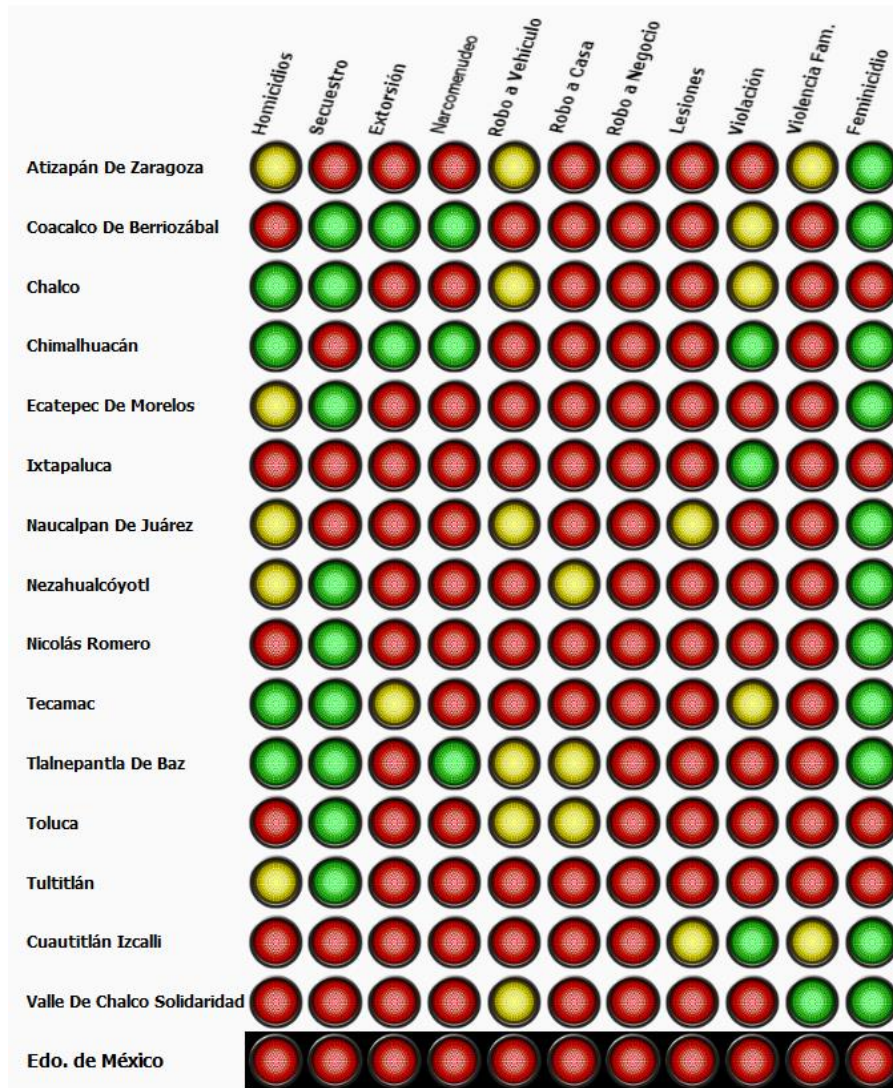 Homicidios
Secuestro
Extorsión
Narcomenudeo
Robo a Vehículo
Robo a Casa
Robo a Negocio
Lesiones
Violación
Violencia Fam.
Feminicidio
Atizapán De Zaragoza
Coacalco De Berriozábal
Chalco
Chimalhuacán
Ecatepec De Morelos
Ixtapaluca
Naucalpan De Juárez
Nezahualcóyotl
Nicolás Romero
Tecamac
Tlalnepantla De Baz
Toluca
Tultitlán
Cuautitlán Izcalli
Valle De Chalco Solidaridad
Edo. de México